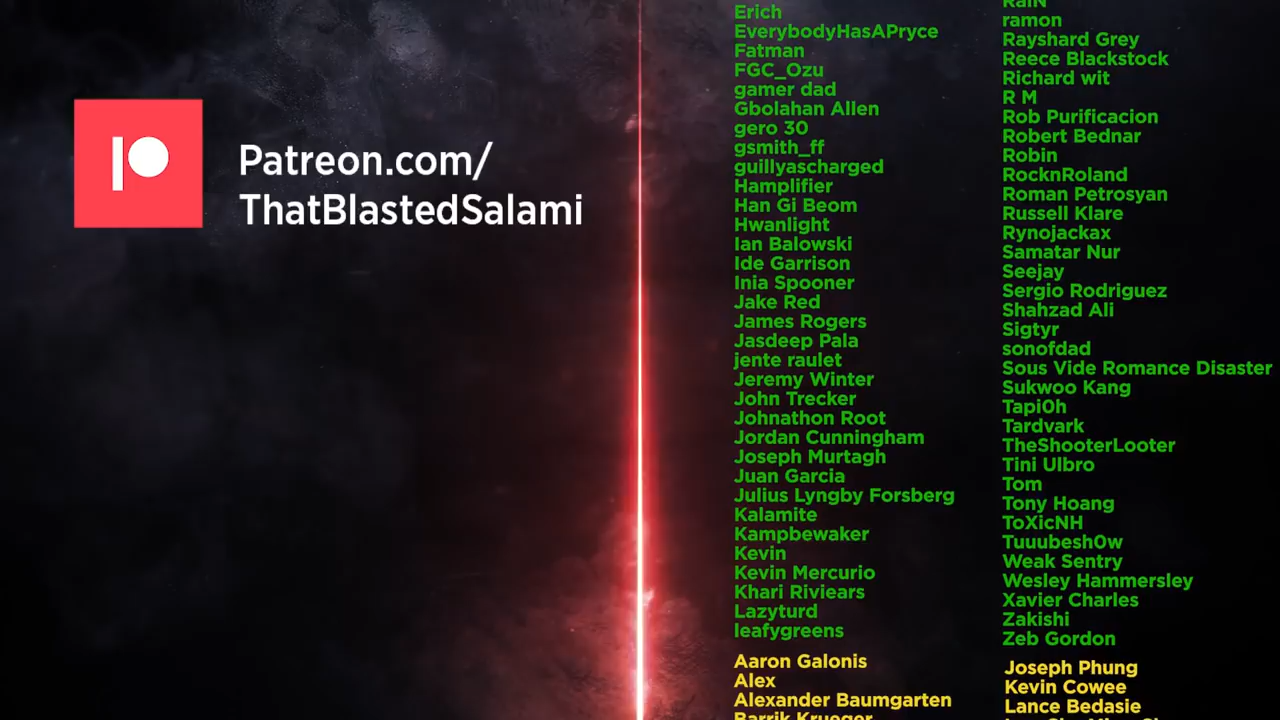 Patreon.com/
ThatBlastedSalami
Erich
EverybodyHasAPryce
Fatman
FGC_Ozu
gamer dad
Gbolahan Allen
gero 30
gsmith_ff
guillyascharged
Hamplifier
Han Gi Beom
Hwanlight
Ian Balowski
Ide Garrison
Inia Spooner
Jake Red
James Rogers
Jasdeep Pala
jente raulet
Jeremy Winter
John Trecker
Johnathon Root
Jordan Cunningham
Joseph Murtagh
Juan Garcia
Julius Lyngby Forsberg
Kalamite
Kampbewaker
Kevin
Kevin Mercurio
Khari Riviears
Lazyturd
leafygreens
Aaron Galonis
Alex
Alexander Baumgarten
Barrik Krueger
RaiN
ramon
Rayshard Grey
Reece Blackstock
Richard wit
R M
Rob Purificacion
Robert Bednar
Robin
RocknRoland
Roman Petrosyan
Russell Klare
Rynojackax
Samatar Nur
Seejay
Sergio Rodriguez
Shahzad Ali
Sigtyr
sonofdad
Sous Vide Romance Disaster
Sukwoo Kang
Tapi0h
Tardvark
TheShooterLooter
Tini Ulbro
Tom
Tony Hoang
ToXicNH
Tuuubesh0w
Weak Sentry
Wesley Hammersley
Xavier Charles
Zakishi
Zeb Gordon
Joseph Phung
Kevin Cowee
Lance Bedasie